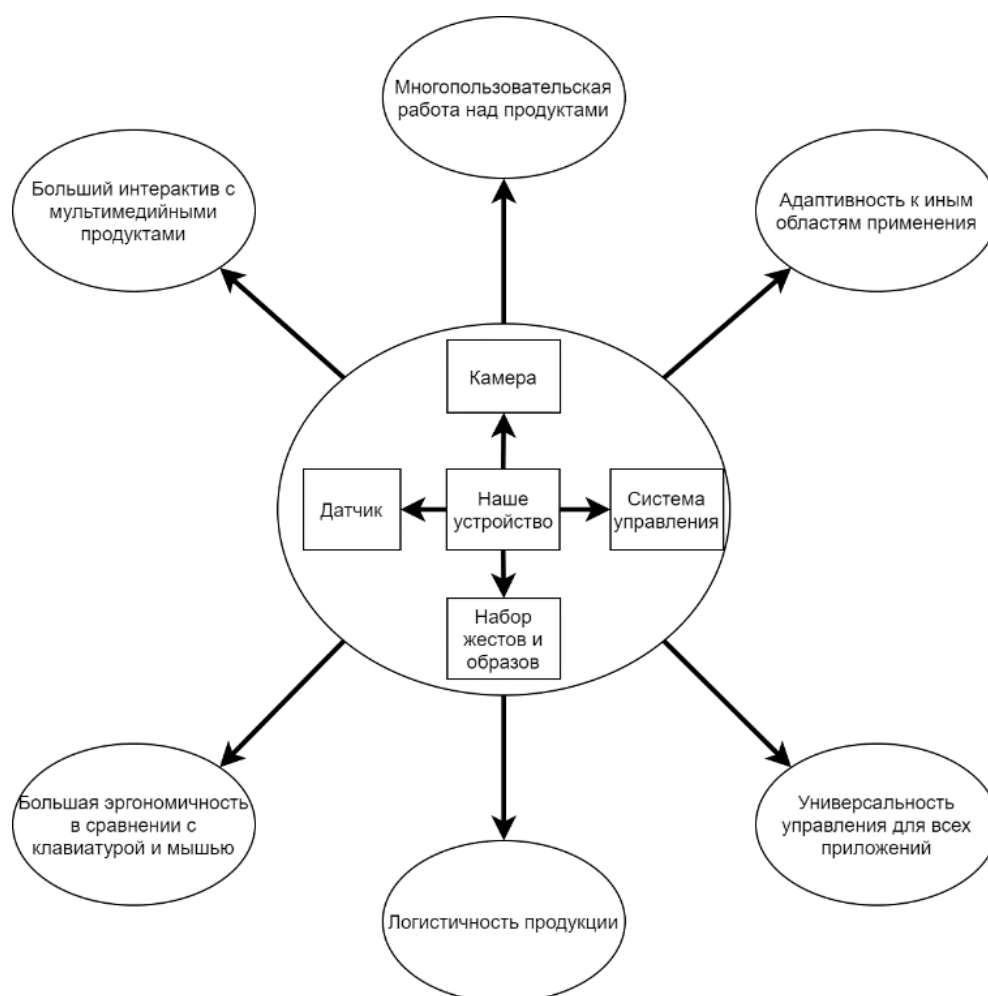 Многопользовательская
работа над продуктами
Больший интерактив с
мультимедийными
продуктами
Адаптивность к иным
областям применения
Камера
Датчик
Наше
устройство
Система
управления
Набор
жестов и
образов
Большая эргономичность
в сравнении с
клавиатурой и мышью
Универсальность
управления для всех
приложений
Логистичность продукции